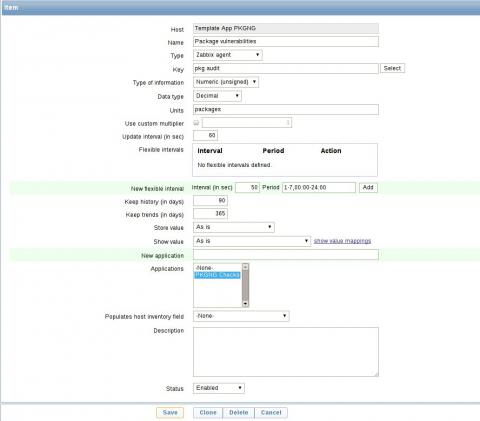 Item
Host Template App PKGNG
Name Package vulnerabilities
Type Zabbix agent
Key pkg audit Select
Type of information Numeric (unsigned)
Data type Decimal
Units packages
Use custom multiplier 1
Update interval (in sec) 60
Flexible intervals Interval Period Action
No flexible intervals defined.
New flexible interval Interval (in sec) 50 Period 1-7,00:00-24:00 Add
Keep history (in days) 90
Keep trends (in days) 365
Store value As is
Show value As is show value mappings
New application
Applications -None-
PKGNG Checks
Populates host inventory field -None-
Description
Status Enabled
Save Clone Delete Cancel